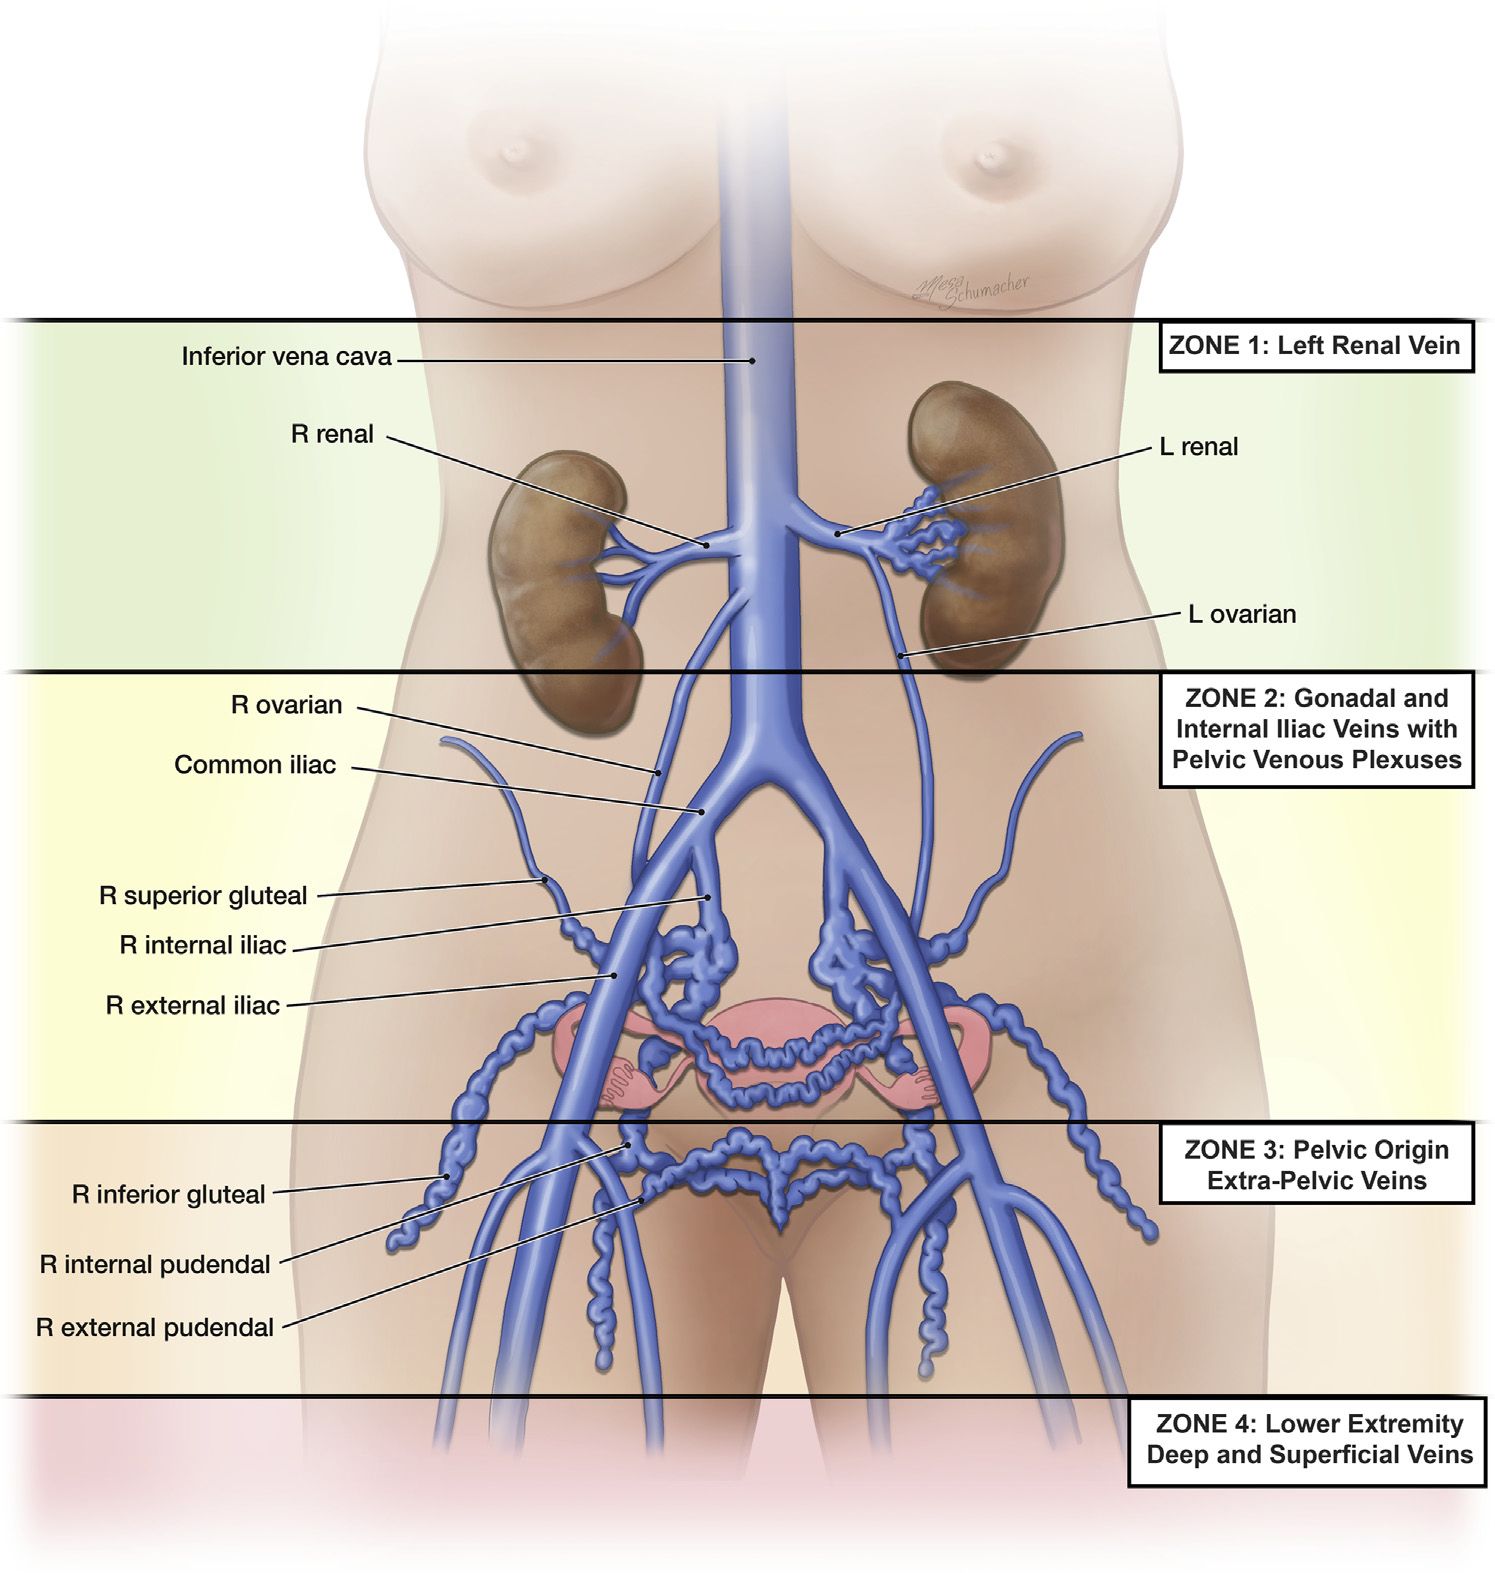 Mesa
Schumacher
ZONE 1: Left Renal Vein
Inferior vena cava
R renal
L renal
L ovarian
ZONE 2: Gonadal and
Internal Iliac Veins with
Pelvic Venous Plexuses
R ovarian
Common iliac
R superior gluteal
R internal iliac
R external iliac
ZONE 3: Pelvic Origin
Extra-Pelvic Veins
R inferior gluteal
R internal pudendal
R external pudendal
ZONE 4: Lower Extremity
Deep and Superficial Veins